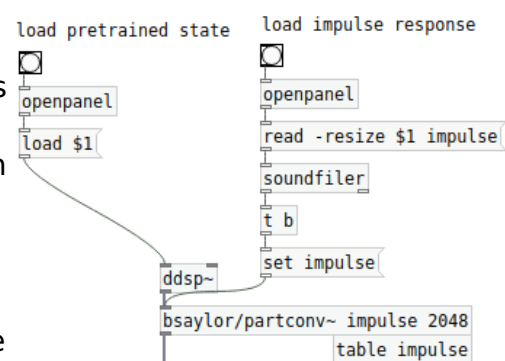 load pretrained state
load impulse response
openpanel
load $1
openpanel
read -resize $1 impulse
soundfiler
t b
set impulse
ddsp~
bsaylor/partconv~ impulse 2048
table impulse
s
n
e